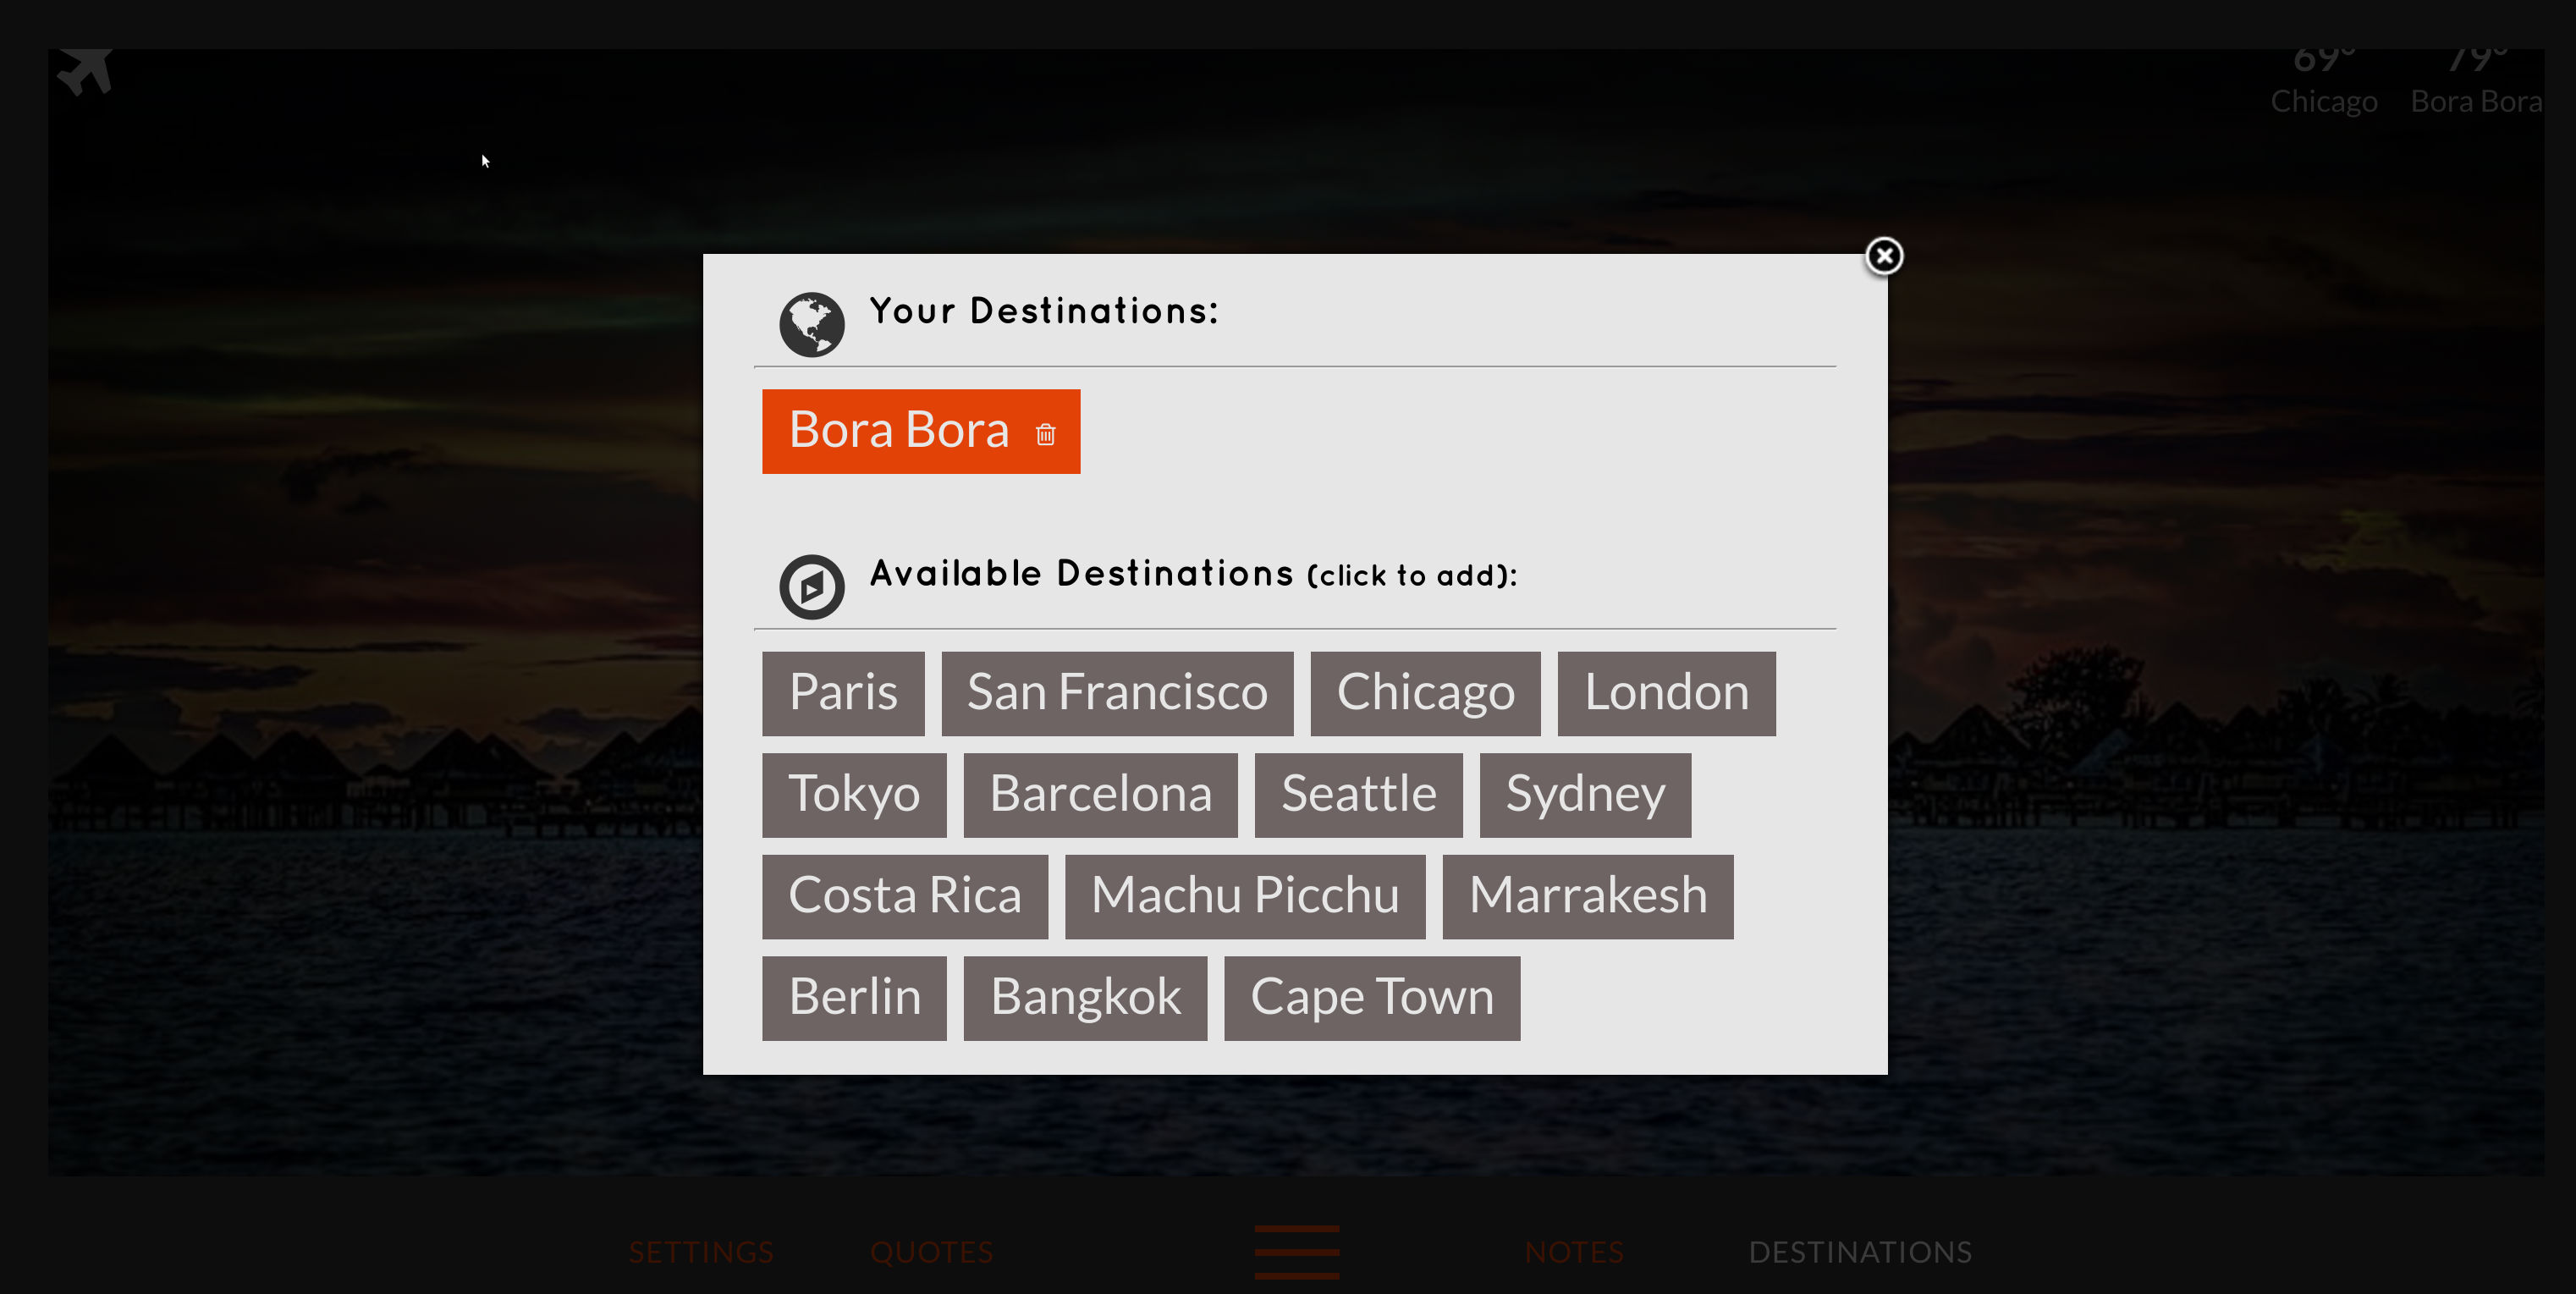 69° 79°
Chicago Bora Bora
Your Destinations:
Bora Bora
Available Destinations (click to add):
Paris San Francisco Chicago London
Tokyo Barcelona Seattle Sydney
Costa Rica Machu Picchu Marrakesh
Berlin Bangkok Cape Town
SETTINGS QUOTES NOTES DESTINATIONS